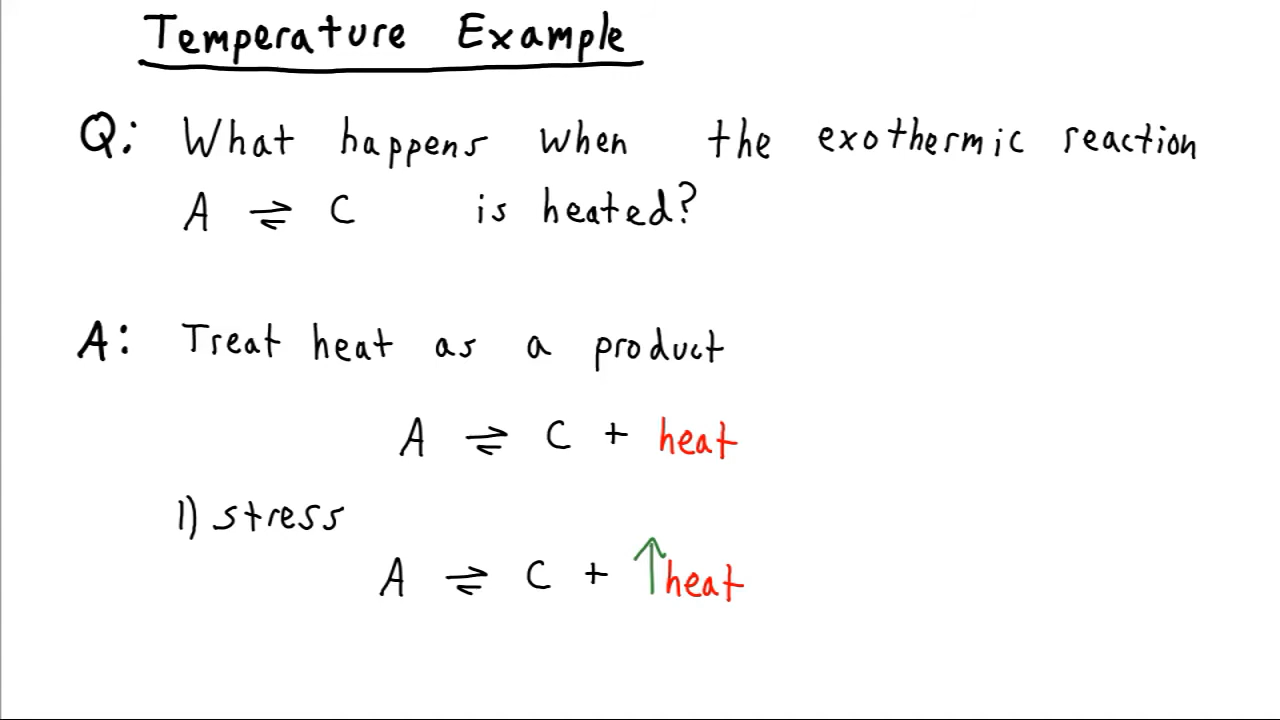 Temperature Example
Q: What happens when the exothermic reaction
A ⇌ C is heated?
A: Treat heat as a product
A ⇌ C + heat
1) stress
A ⇌ C + ↑heat